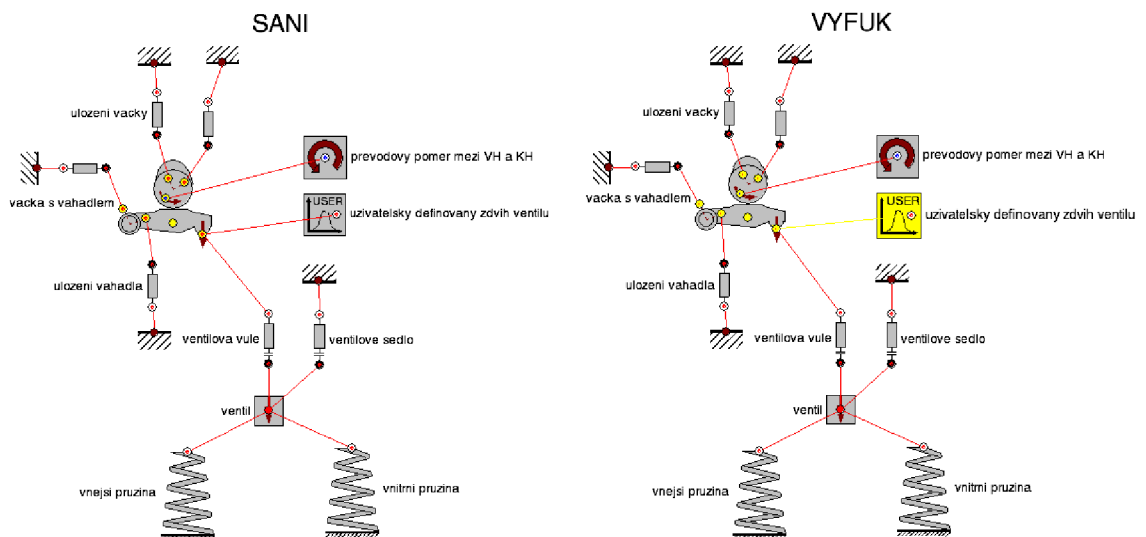 SANI
ulozeni vacky
prevodovy pomer mezi VH a KH
vacka s vahadlem
USER
uzivatelsky definovany zdvih ventilu
ulozeni vahadla
ventilova vule
ventilove sedlo
ventil
vnejsi pruzina
vnitrni pruzina
VYFUK
ulozeni vacky
prevodovy pomer mezi VH a KH
vacka s vahadlem
USER
uzivatelsky definovany zdvih ventilu
ulozeni vahadla
ventilova vule
ventilove sedlo
ventil
vnejsi pruzina
vnitrni pruzina